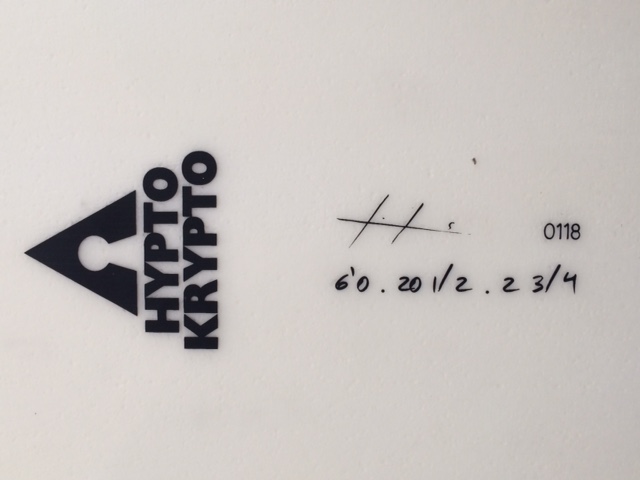 HYPTO
KRYPTO
0118
6'0 . 20 1/2 . 2 3/4